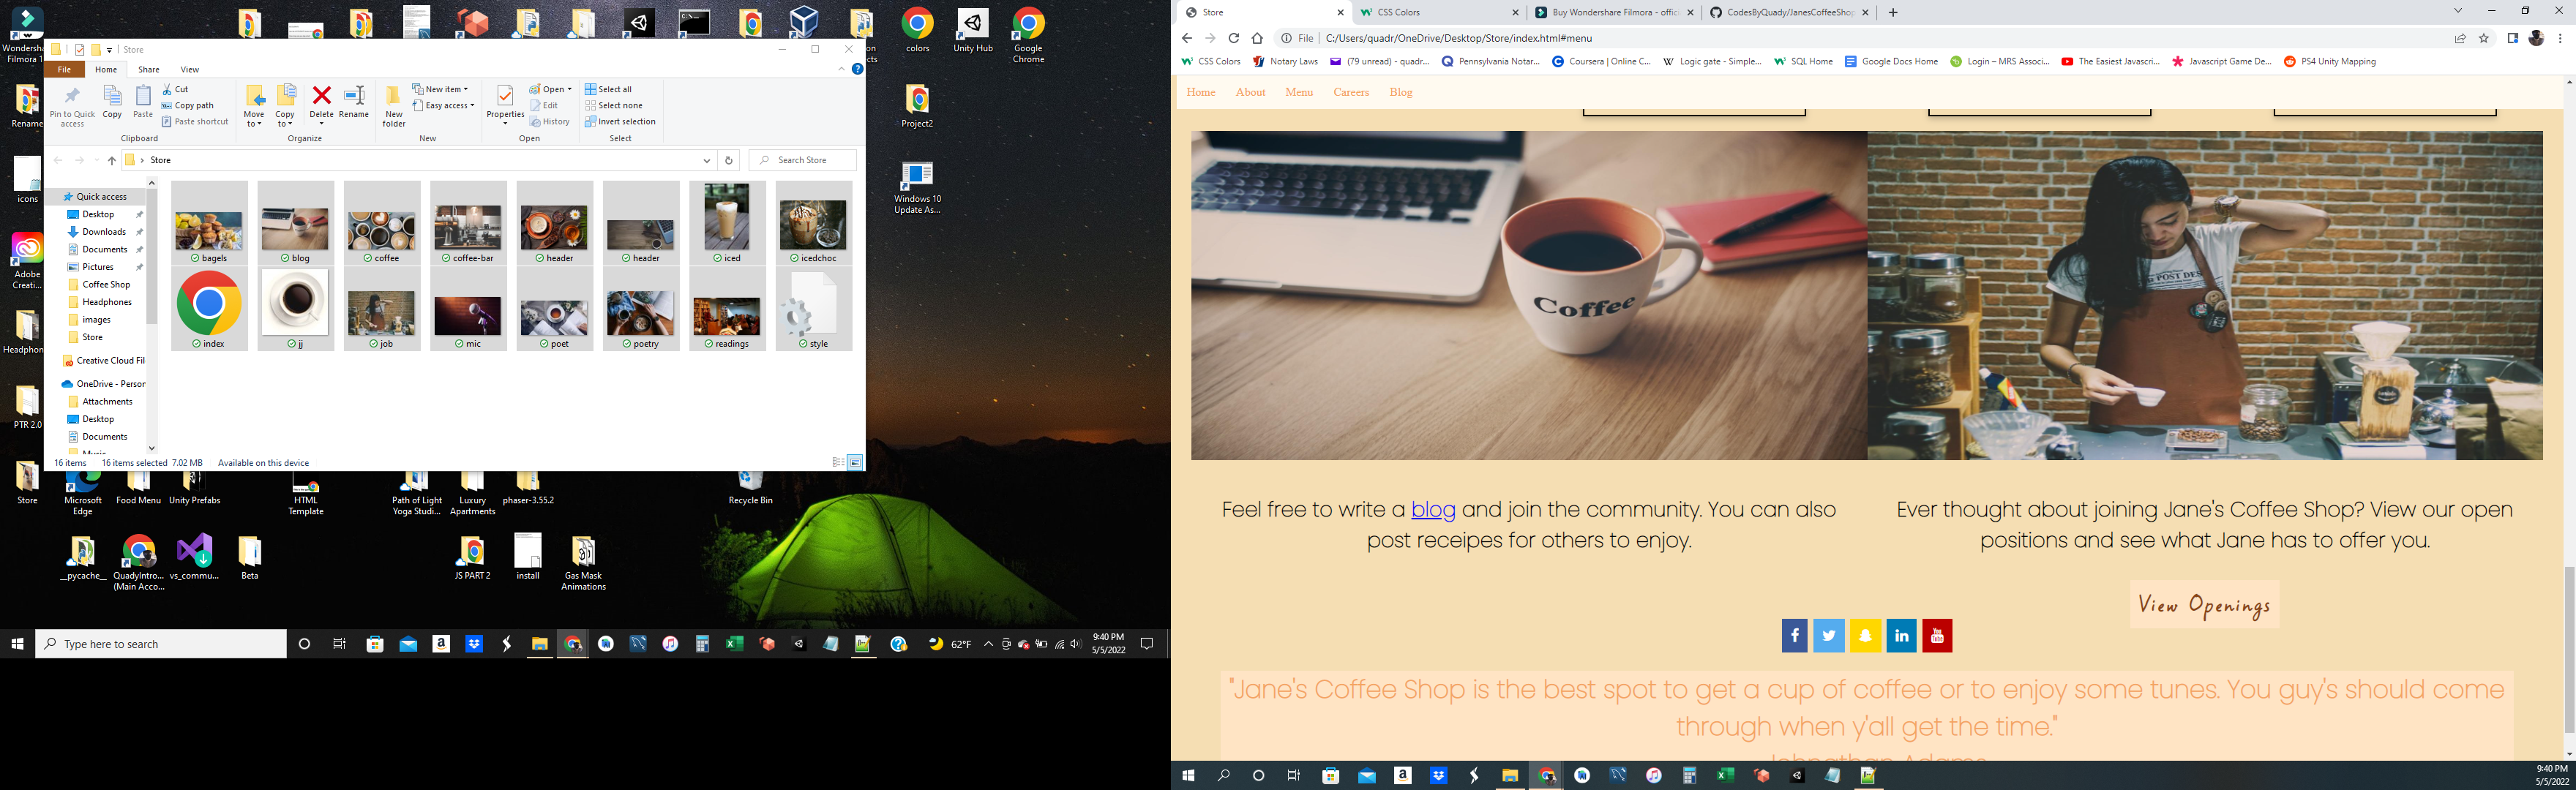 Wondersha...
Filmora 1
colors
Unity Hub
Google
Chrome
Rename
Project2
icons
Windows 10
Update As...
Adobe
Creati...
Headphon
PTR 2.0
Store
Microsoft
Edge
Food Menu
Unity Prefabs
HTML
Template
Path of Light
Yoga Studi...
Luxury
Apartments
phaser-3.55.2
Recycle Bin
__pycache__
QuadyIntro...
(Main Acco...
vs_commu...
Beta
JS PART 2
install
Gas Mask
Animations
Store
File
Home
Share
View
Pin to Quick
access
Copy
Paste
Cut
Copy path
Paste shortcut
Clipboard
Move
to
Copy
to
Delete
Rename
Organize
New
folder
New item
Easy access
New
Properties
Open
Edit
History
Open
Select all
Select none
Invert selection
Select
Store
Search Store
Quick access
Desktop
Downloads
Documents
Pictures
Coffee Shop
Headphones
images
Store
Creative Cloud Fil
OneDrive - Person
Attachments
Desktop
Documents
bagels
blog
coffee
coffee-bar
header
header
iced
icedchoc
index
jj
job
mic
poet
poetry
readings
style
16 items
16 items selected 7.02 MB
Available on this device
Type here to search
62°F
9:40 PM
5/5/2022
Store
CSS Colors
Buy Wondershare Filmora - offic
CodesByQuady/JanesCoffeeShop
File
C:/Users/quadr/OneDrive/Desktop/Store/index.html#menu
CSS Colors
Notary Laws
(79 unread) - quadr...
Pennsylvania Notar...
Coursera | Online C...
Logic gate - Simple...
SQL Home
Google Docs Home
Login – MRS Associ...
The Easiest Javascri...
Javascript Game De...
PS4 Unity Mapping
Home
About
Menu
Careers
Blog
Coffee
Feel free to write a blog and join the community. You can also
post receipes for others to enjoy.
Ever thought about joining Jane's Coffee Shop? View our open
positions and see what Jane has to offer you.
View Openings
"Jane's Coffee Shop is the best spot to get a cup of coffee or to enjoy some tunes. You guy's should come
through when y'all get the time."
Johnathan Adams
9:40 PM
5/5/2022